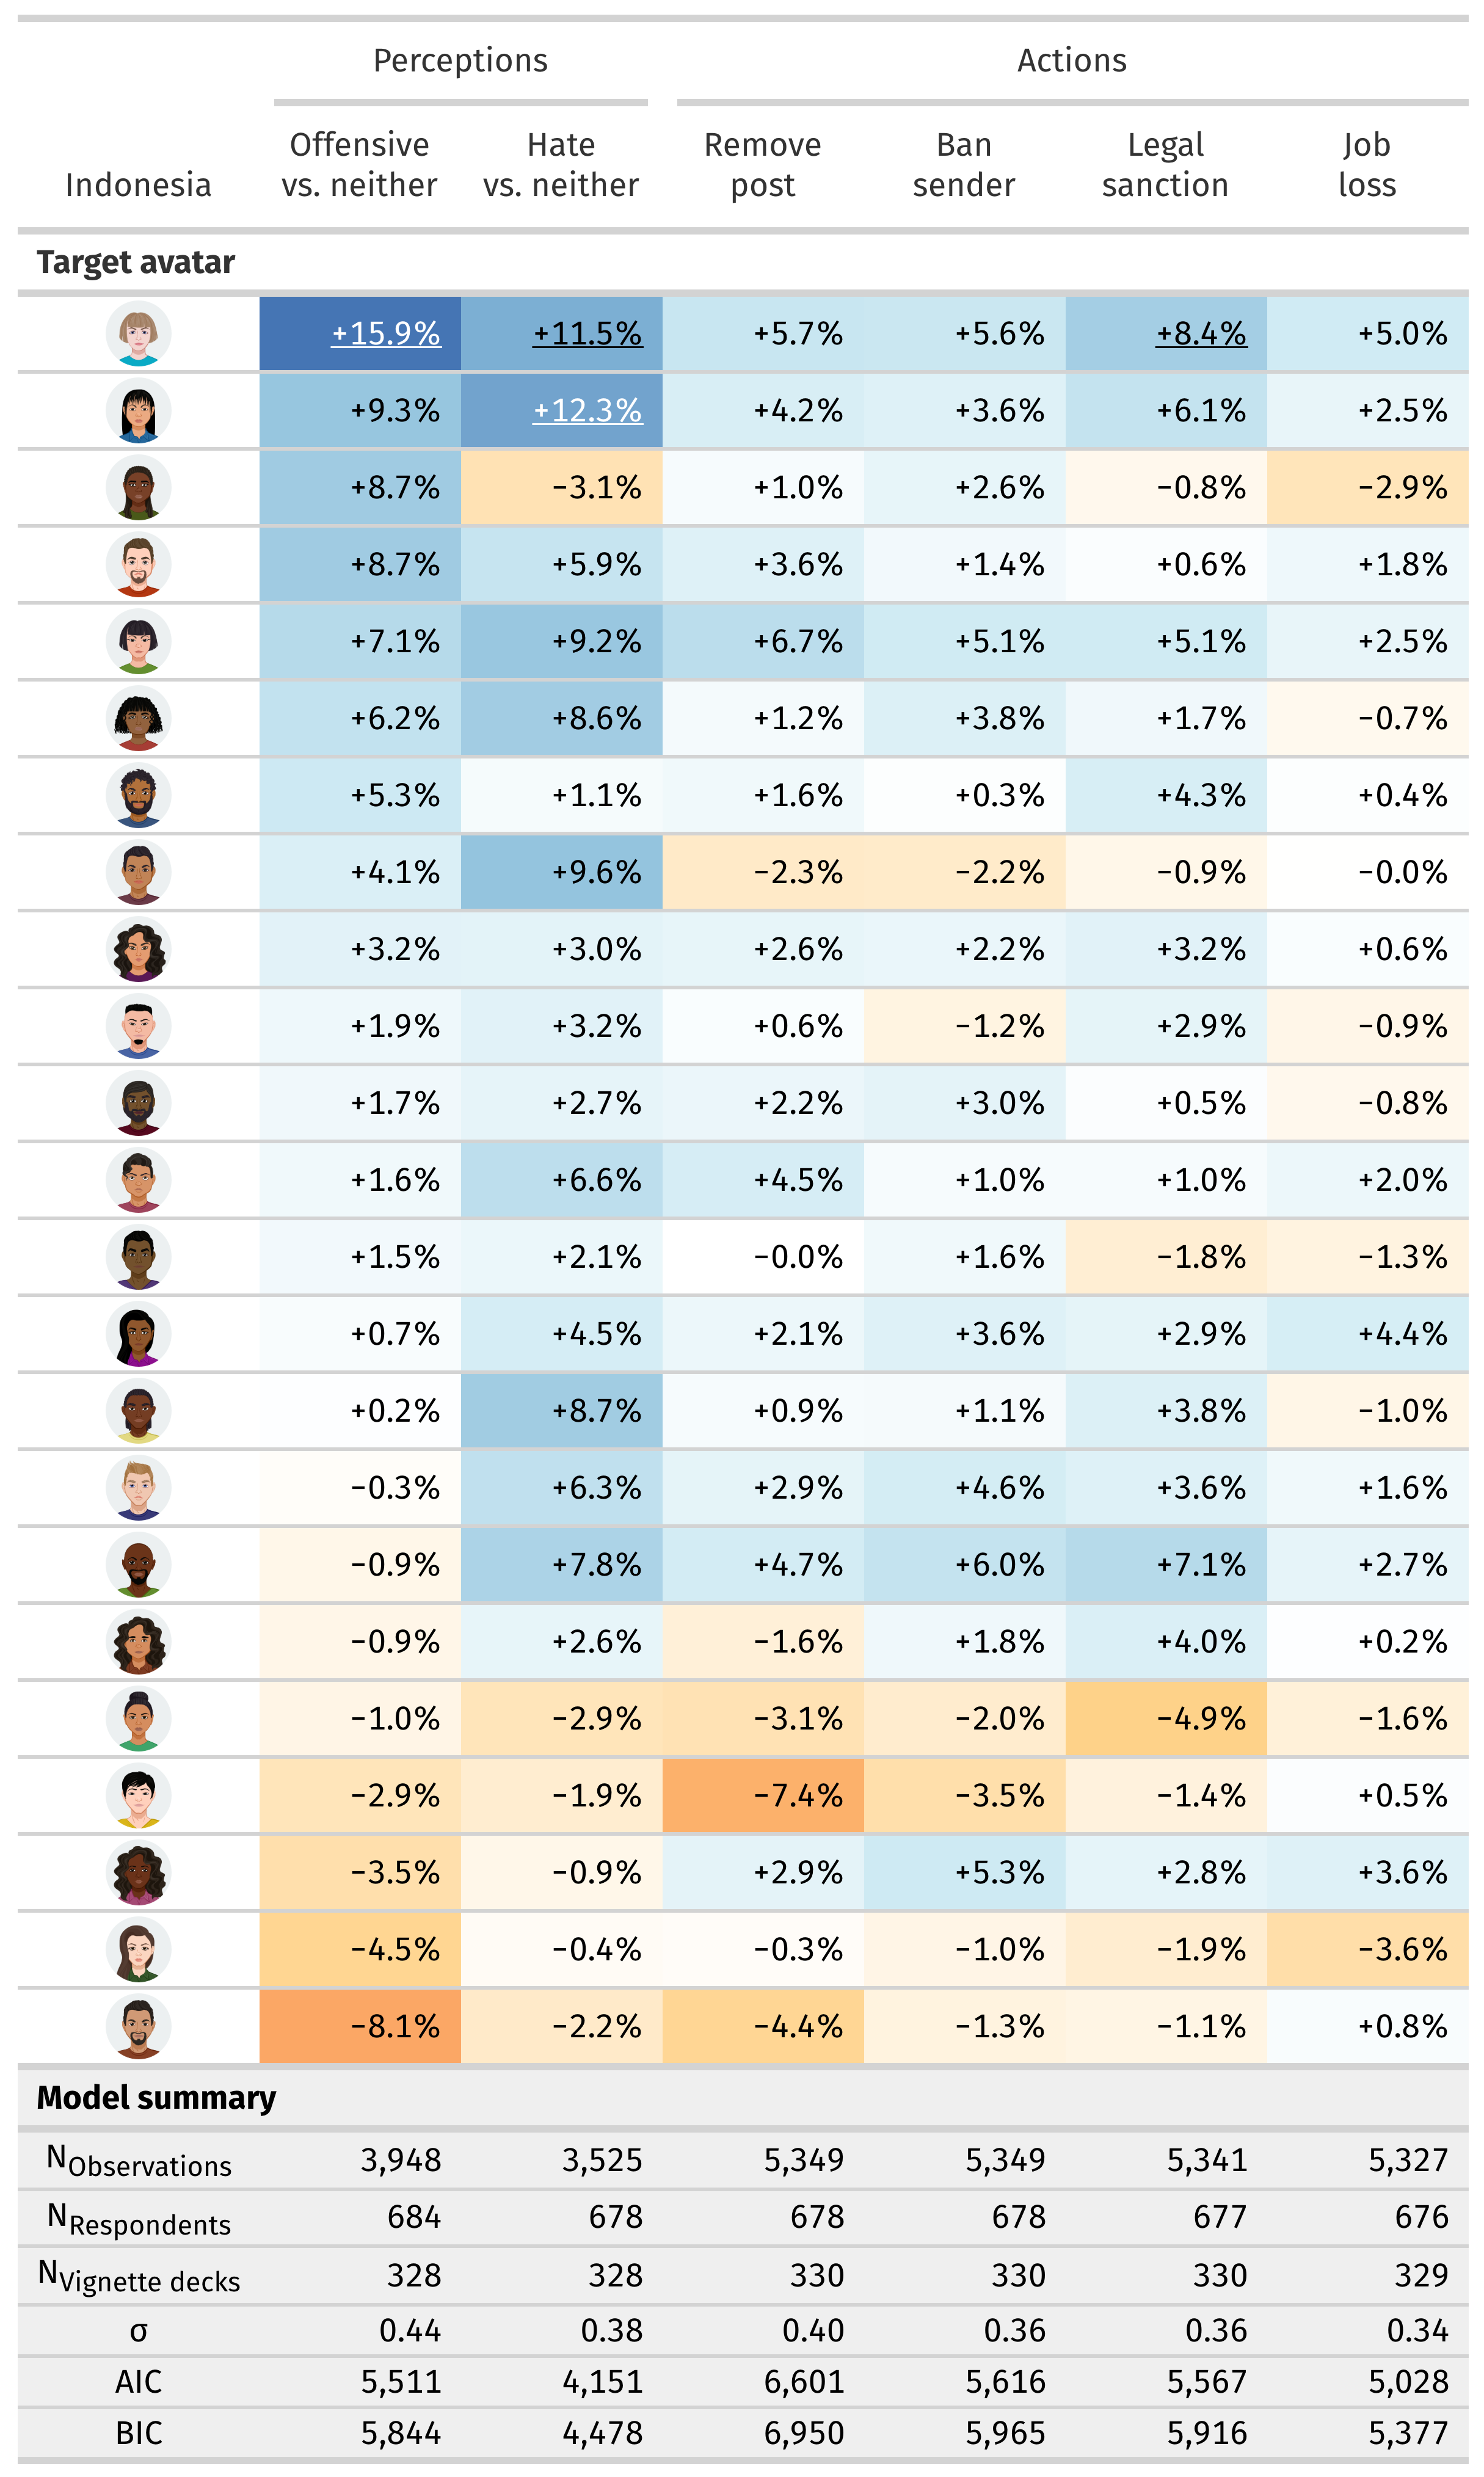 Perceptions Actions
Offensive Hate Remove Ban Legal Job
Indonesia vs. neither vs. neither post sender sanction loss
Target avatar
+15.9% +11.5% +5.7% +5.6% +8.4% +5.0%
+9.3% +12.3% +4.2% +3.6% +6.1% +2.5%
+8.7% −3.1% +1.0% +2.6% −0.8% −2.9%
+8.7% +5.9% +3.6% +1.4% +0.6% +1.8%
+7.1% +9.2% +6.7% +5.1% +5.1% +2.5%
+6.2% +8.6% +1.2% +3.8% +1.7% −0.7%
+5.3% +1.1% +1.6% +0.3% +4.3% +0.4%
+4.1% +9.6% −2.3% −2.2% −0.9% −0.0%
+3.2% +3.0% +2.6% +2.2% +3.2% +0.6%
+1.9% +3.2% +0.6% −1.2% +2.9% −0.9%
+1.7% +2.7% +2.2% +3.0% +0.5% −0.8%
+1.6% +6.6% +4.5% +1.0% +1.0% +2.0%
+1.5% +2.1% −0.0% +1.6% −1.8% −1.3%
+0.7% +4.5% +2.1% +3.6% +2.9% +4.4%
+0.2% +8.7% +0.9% +1.1% +3.8% −1.0%
−0.3% +6.3% +2.9% +4.6% +3.6% +1.6%
−0.9% +7.8% +4.7% +6.0% +7.1% +2.7%
−0.9% +2.6% −1.6% +1.8% +4.0% +0.2%
−1.0% −2.9% −3.1% −2.0% −4.9% −1.6%
−2.9% −1.9% −7.4% −3.5% −1.4% +0.5%
−3.5% −0.9% +2.9% +5.3% +2.8% +3.6%
−4.5% −0.4% −0.3% −1.0% −1.9% −3.6%
−8.1% −2.2% −4.4% −1.3% −1.1% +0.8%
Model summary
NObservations 3,948 3,525 5,349 5,349 5,341 5,327
NRespondents 684 678 678 678 677 676
NVignette decks 328 328 330 330 330 329
σ 0.44 0.38 0.40 0.36 0.36 0.34
AIC 5,511 4,151 6,601 5,616 5,567 5,028
BIC 5,844 4,478 6,950 5,965 5,916 5,377